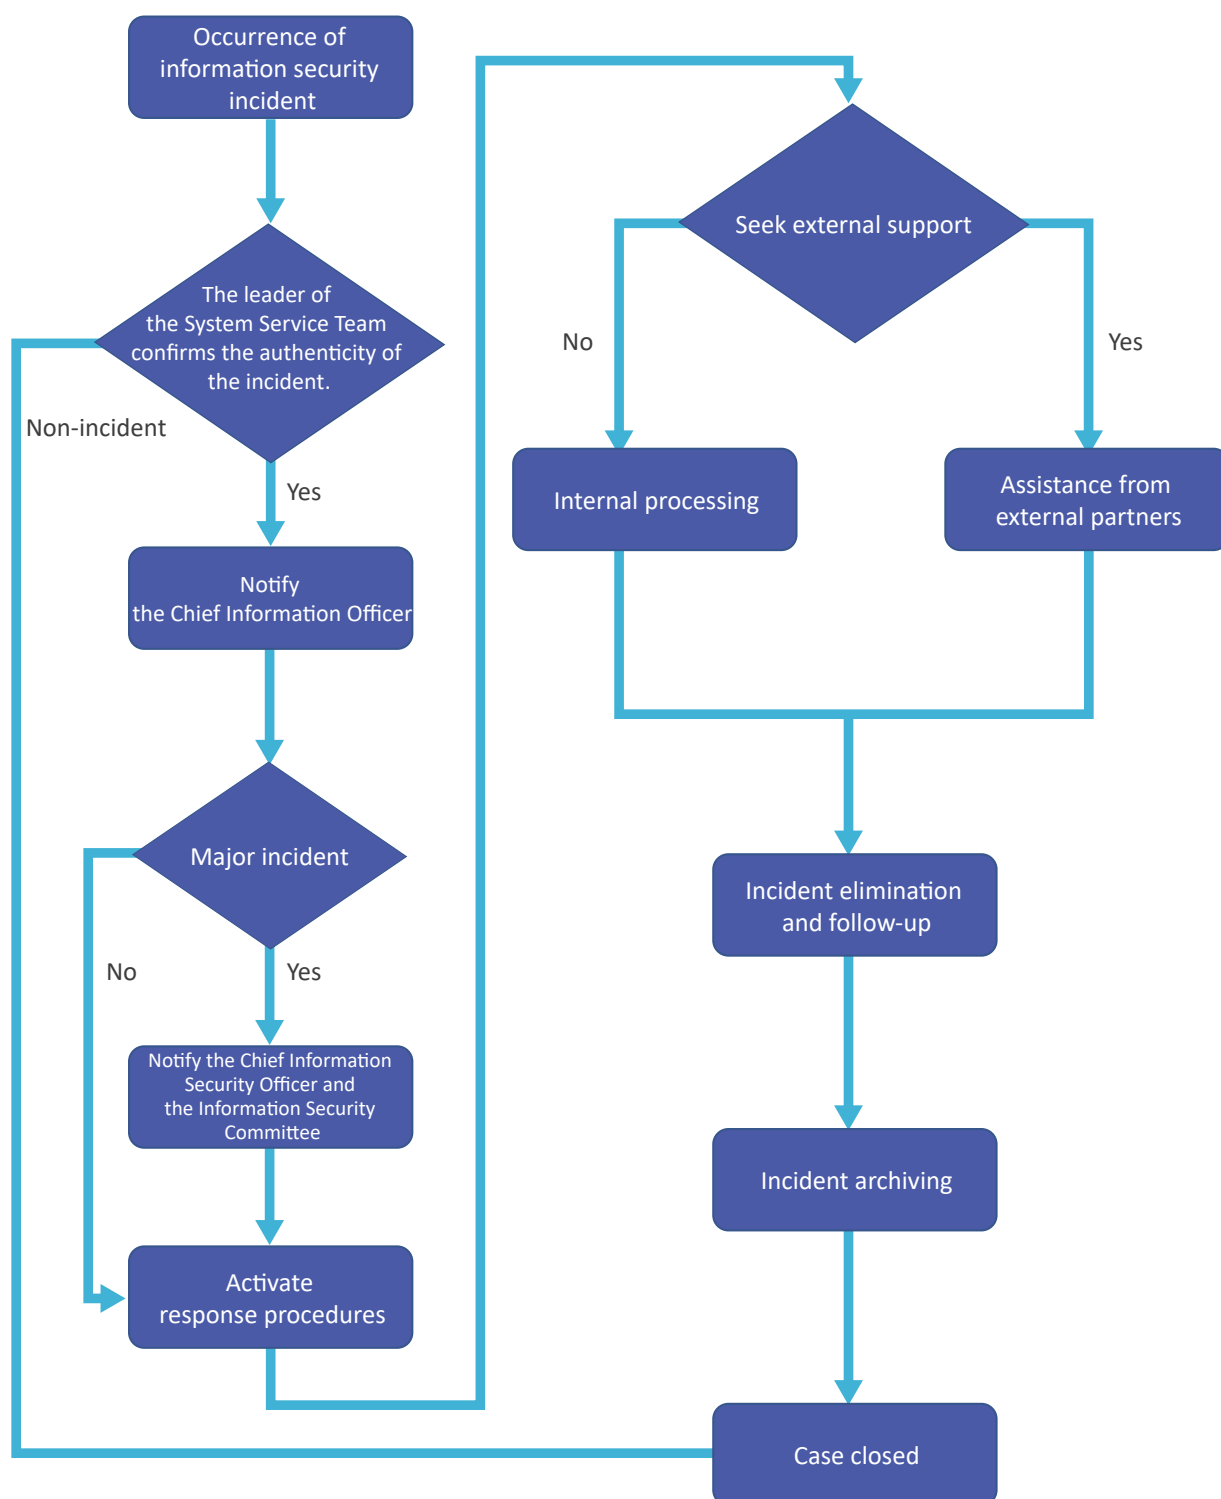 Occurrence of
information security
incident
The leader of
the System Service Team
confirms the authenticity of
the incident.
Non-incident
Yes
Notify
the Chief Information Officer
Major incident
No
Yes
Notify the Chief Information
Security Officer and
the Information Security
Committee
Activate
response procedures
Seek external support
No
Yes
Internal processing
Assistance from
external partners
Incident elimination
and follow-up
Incident archiving
Case closed